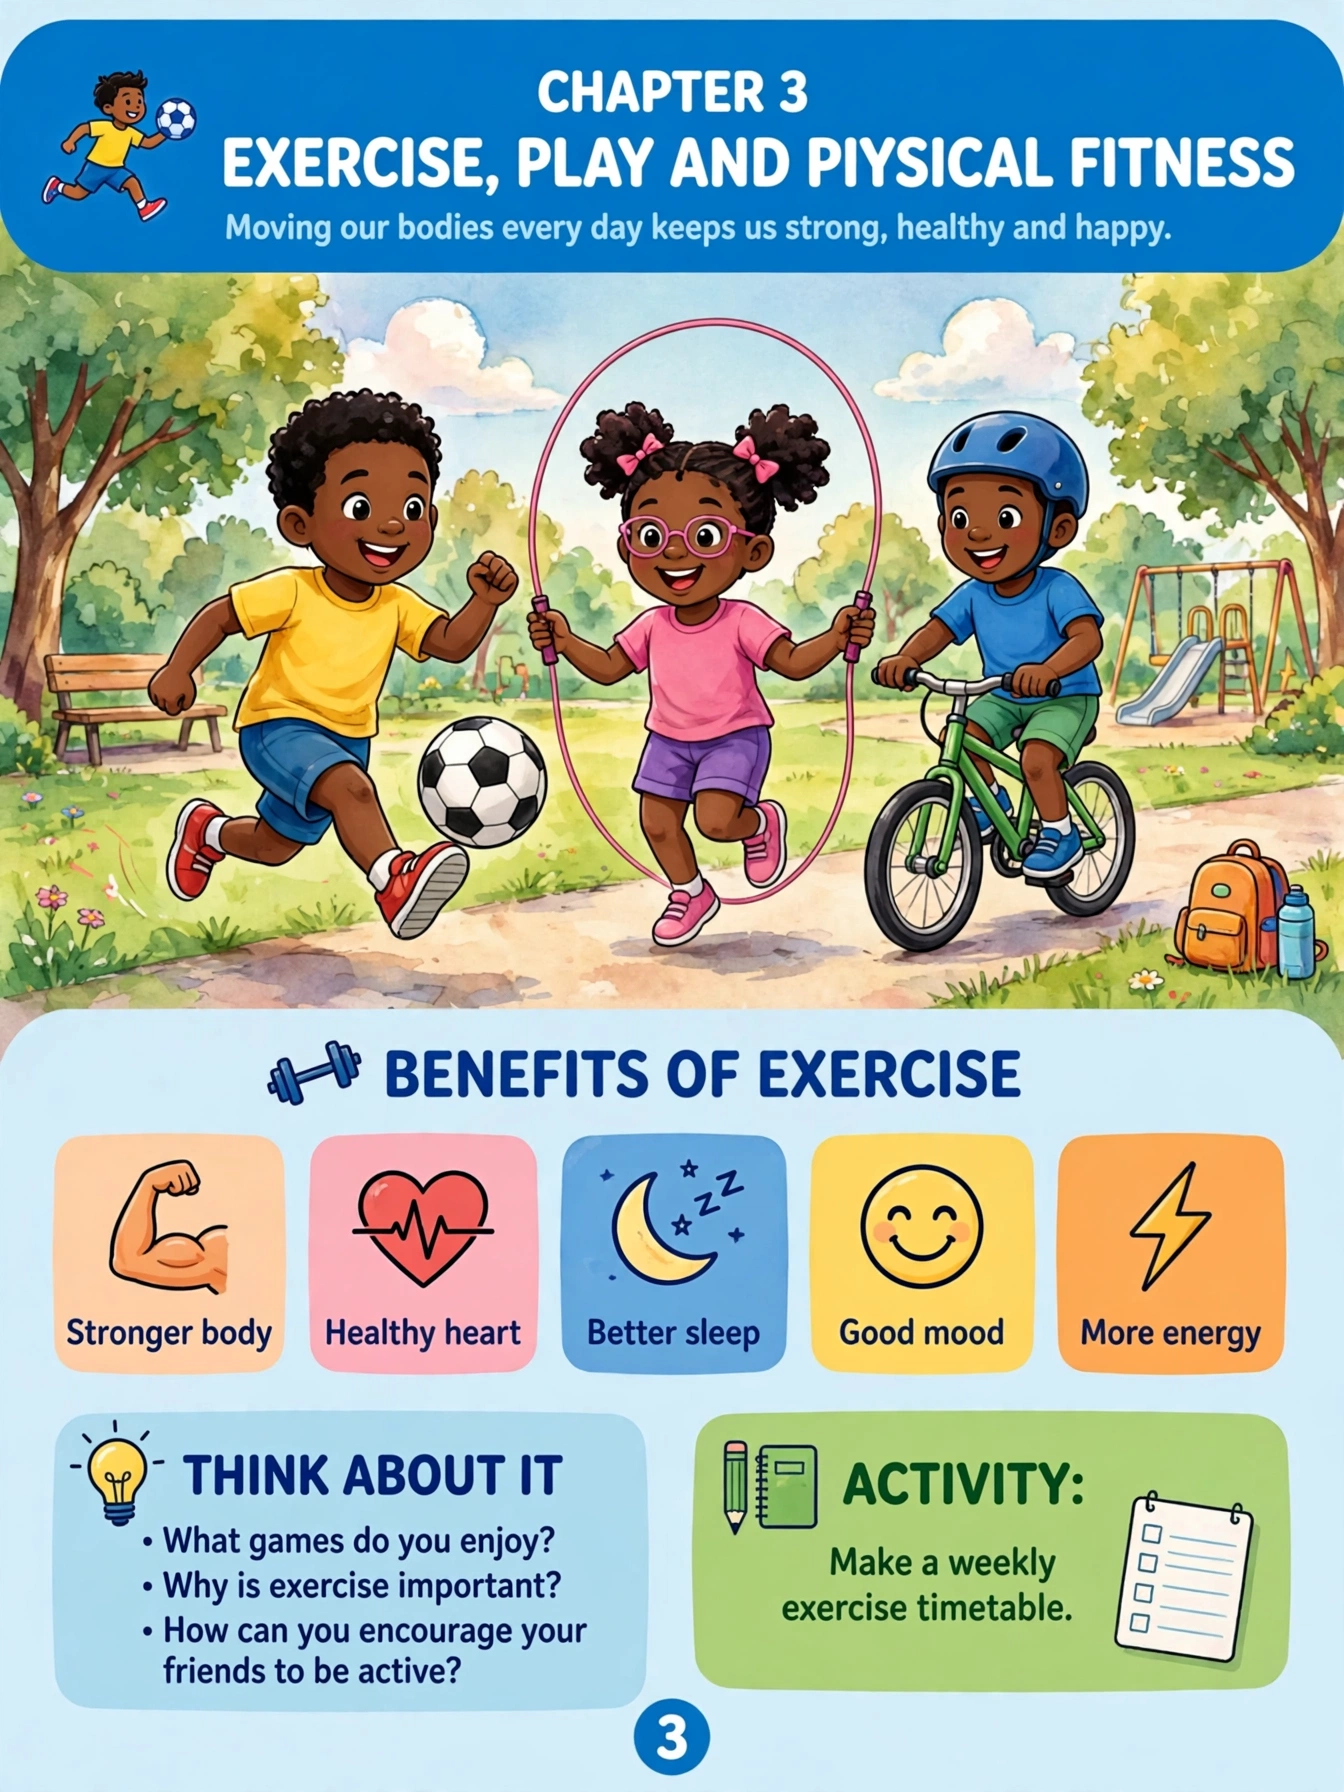 CHAPTER 3
EXERCISE, PLAY AND PIYSICAL FITNESS
Moving our bodies every day keeps us strong, healthy and happy.
BENEFITS OF EXERCISE
Stronger body
Healthy heart
zzz
Better sleep
Good mood
More energy
THINK ABOUT IT
• What games do you enjoy?
• Why is exercise important?
• How can you encourage your
friends to be active?
ACTIVITY:
Make a weekly
exercise timetable.
3